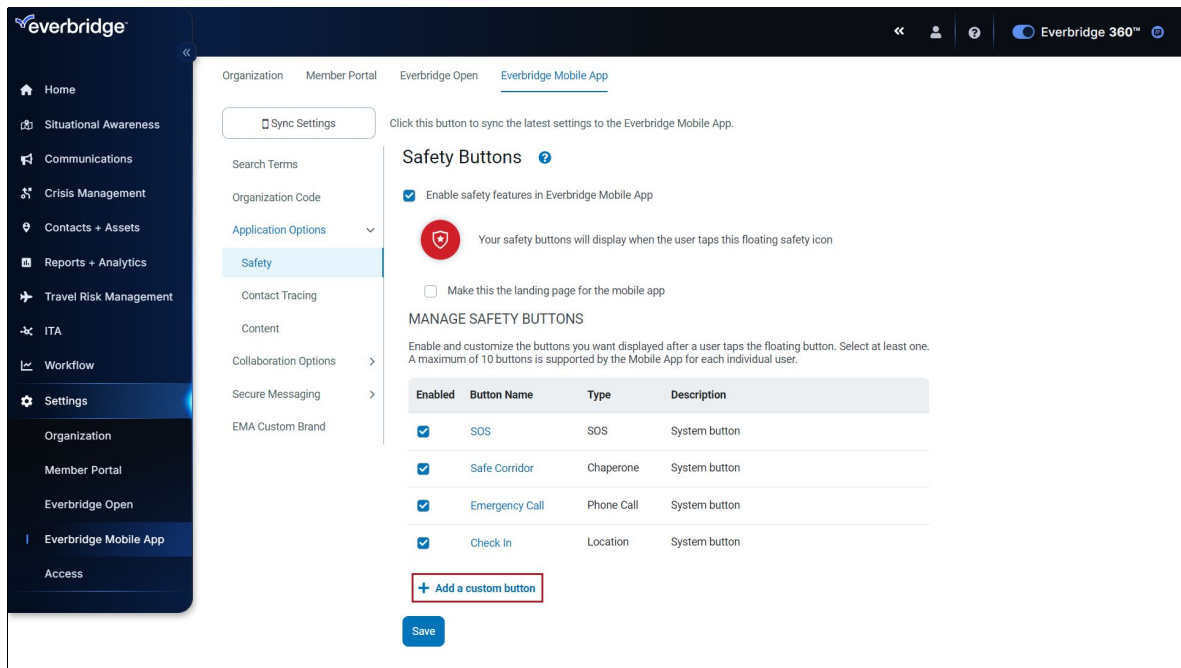 everbridge™
Everbridge 360™
Home
Situational Awareness
Communications
Crisis Management
Contacts + Assets
Reports + Analytics
Travel Risk Management
ITA
Workflow
Settings
Organization
Member Portal
Everbridge Open
Everbridge Mobile App
Access
Organization Member Portal Everbridge Open Everbridge Mobile App
Sync Settings Click this button to sync the latest settings to the Everbridge Mobile App.
Search Terms
Organization Code
Application Options
Safety
Contact Tracing
Content
Collaboration Options
Secure Messaging
EMA Custom Brand
Safety Buttons
Enable safety features in Everbridge Mobile App
Your safety buttons will display when the user taps this floating safety icon
Make this the landing page for the mobile app
MANAGE SAFETY BUTTONS
Enable and customize the buttons you want displayed after a user taps the floating button. Select at least one.
A maximum of 10 buttons is supported by the Mobile App for each individual user.
Enabled Button Name Type Description
SOS SOS System button
Safe Corridor Chaperone System button
Emergency Call Phone Call System button
Check In Location System button
+ Add a custom button
Save